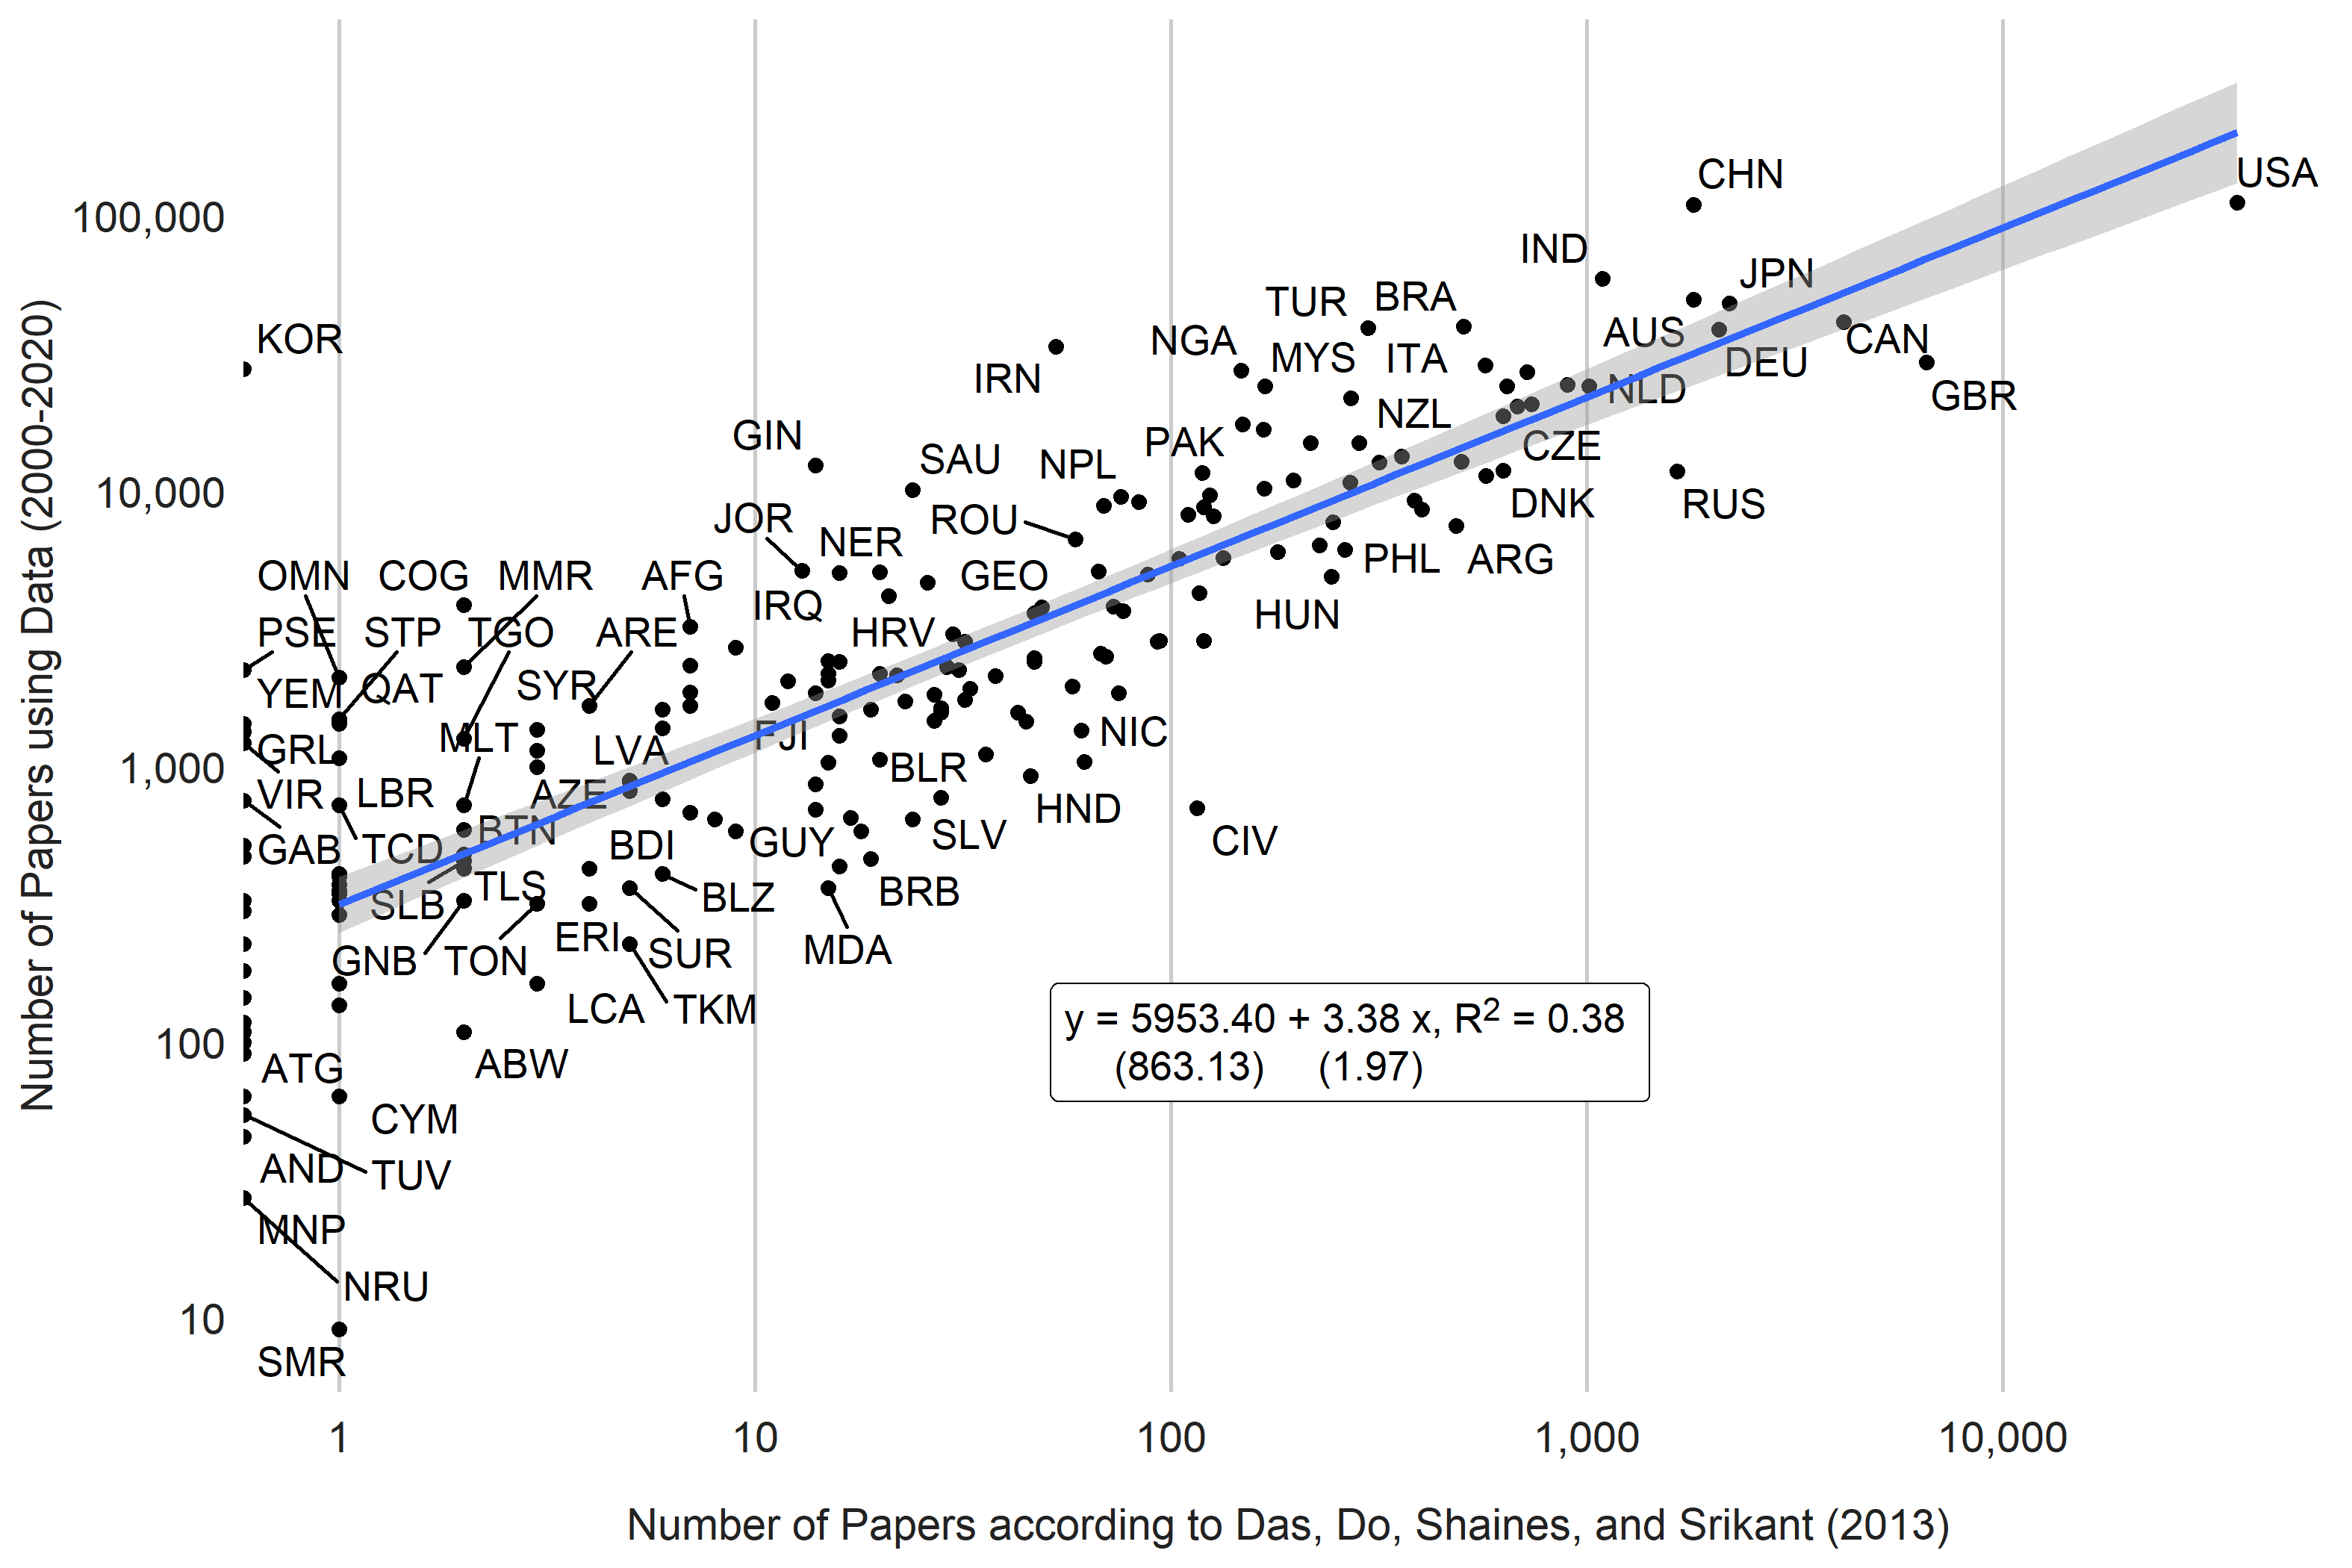 CHN
USA
100,000
IND
JPN
TUR
BRA
KOR
NGA
AUS
CAN
MYS
ITA
DEU
IRN
NLD
GBR
NZL
GIN
PAK
CZE
SAU
NPL
10,000
DNK
RUS
JOR
ROU
NER
PHL
ARG
OMN
COG
MMR
AFG
GEO
IRQ
HUN
PSE
STP
TGO
ARE
HRV
YEM
QAT
SYR
GRL
MLT
LVA
FJI
NIC
1,000
BLR
VIR
LBR
AZE
HND
BTN
GAB
TCD
BDI
GUY
SLV
CIV
SLB
TLS
BLZ
BRB
GNB
TON
ERI
SUR
MDA
LCA
TKM
y = 5953.40 + 3.38 x, R² = 0.38
(863.13) (1.97)
100
ATG
ABW
CYM
AND
TUV
MNP
NRU
10
SMR
1
10
100
1,000
10,000
Number of Papers using Data (2000-2020)
Number of Papers according to Das, Do, Shaines, and Srikant (2013)